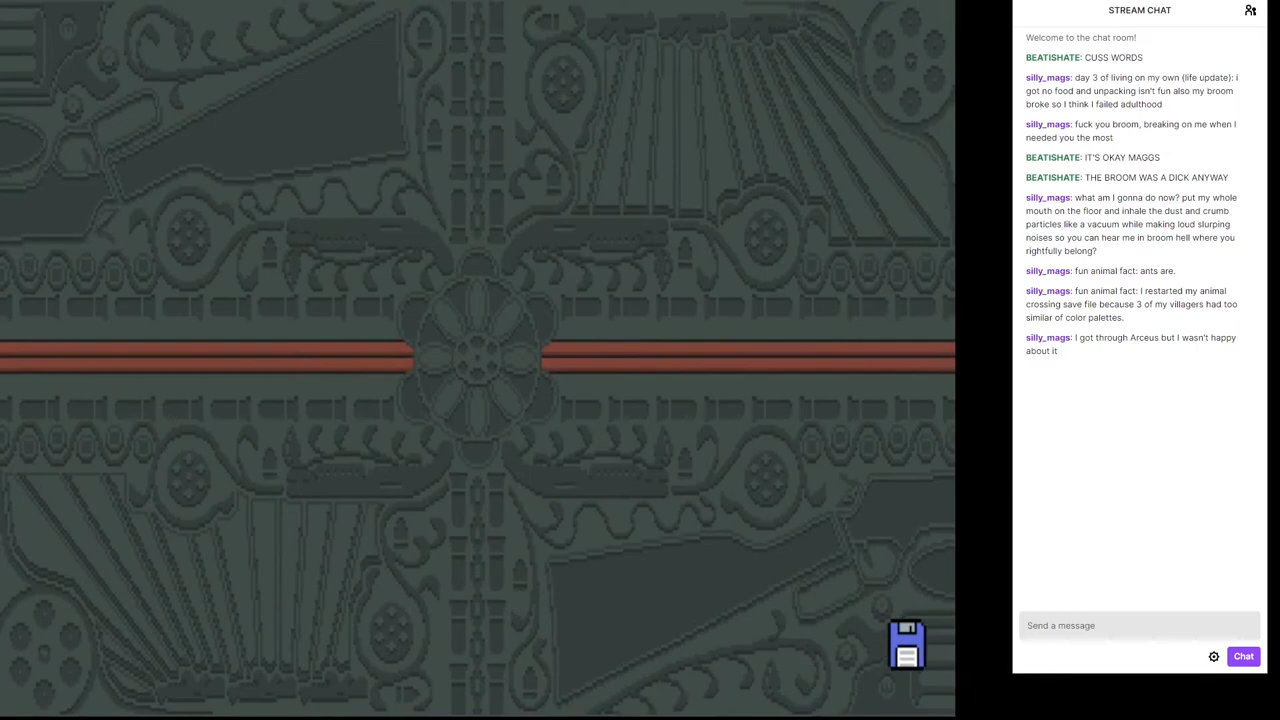 STREAM CHAT
Welcome to the chat room!
BEATISHATE: CUSS WORDS
silly_mags: day 3 of living on my own (life update): i
got no food and unpacking isn't fun also my broom
broke so I think I failed adulthood
silly_mags: fuck you broom, breaking on me when I
needed you the most
BEATISHATE: IT'S OKAY MAGGS
BEATISHATE: THE BROOM WAS A DICK ANYWAY
silly_mags: what am I gonna do now? put my whole
mouth on the floor and inhale the dust and crumb
particles like a vacuum while making loud slurping
noises so you can hear me in broom hell where you
rightfully belong?
silly_mags: fun animal fact: ants are.
silly_mags: fun animal fact: I restarted my animal
crossing save file because 3 of my villagers had too
similar of color palettes.
silly_mags: I got through Arceus but I wasn't happy
about it
Send a message
Chat